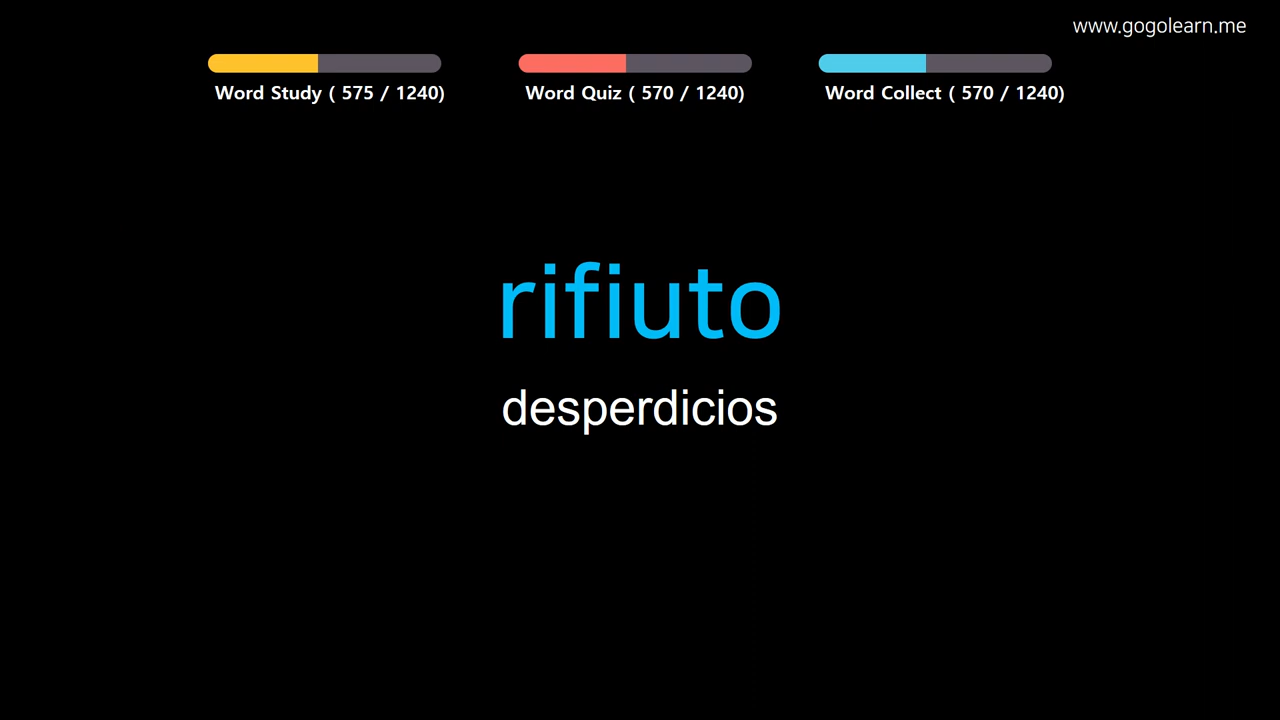 www.gogolearn.me
Word Study ( 575 / 1240)
Word Quiz ( 570 / 1240)
Word Collect ( 570 / 1240)
rifiuto
desperdicios